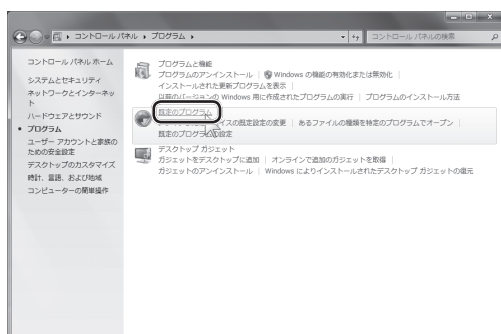 コントロール パネル ▸ プログラム ▸
コントロール パネルの検索
コントロール パネル ホーム
システムとセキュリティ
ネットワークとインターネッ
ト
ハードウェアとサウンド
プログラム
ユーザー アカウントと家族の
ための安全設定
デスクトップのカスタマイズ
時計、言語、および地域
コンピューターの簡単操作
プログラムと機能
プログラムのアンインストール | Windows の機能の有効化または無効化 |
インストールされた更新プログラムを表示 |
以前のバージョンの Windows 用に作成されたプログラムの実行 | プログラムのインストール方法
既定のプログラム
イスの既定設定の変更 | あるファイルの種類を特定のプログラムでオープン |
既定のプログラムの設定
デスクトップ ガジェット
ガジェットをデスクトップに追加 | オンラインで追加のガジェットを取得 |
ガジェットのアンインストール | Windows によりインストールされたデスクトップ ガジェットの復元